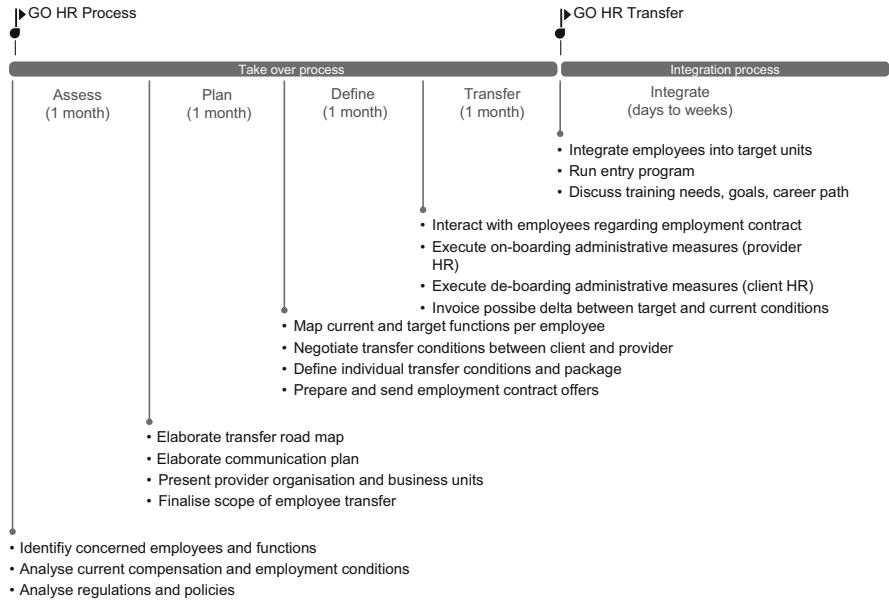 GO HR Process
GO HR Transfer
Take over process
Integration process
Assess
(1 month)
Plan
(1 month)
Define
(1 month)
Transfer
(1 month)
Integrate
(days to weeks)
• Integrate employees into target units
• Run entry program
• Discuss training needs, goals, career path
• Interact with employees regarding employment contract
• Execute on-boarding administrative measures (provider
HR)
• Execute de-boarding administrative measures (client HR)
• Invoice possibe delta between target and current conditions
• Map current and target functions per employee
• Negotiate transfer conditions between client and provider
• Define individual transfer conditions and package
• Prepare and send employment contract offers
• Elaborate transfer road map
• Elaborate communication plan
• Present provider organisation and business units
• Finalise scope of employee transfer
• Identifiy concerned employees and functions
• Analyse current compensation and employment conditions
• Analyse regulations and policies